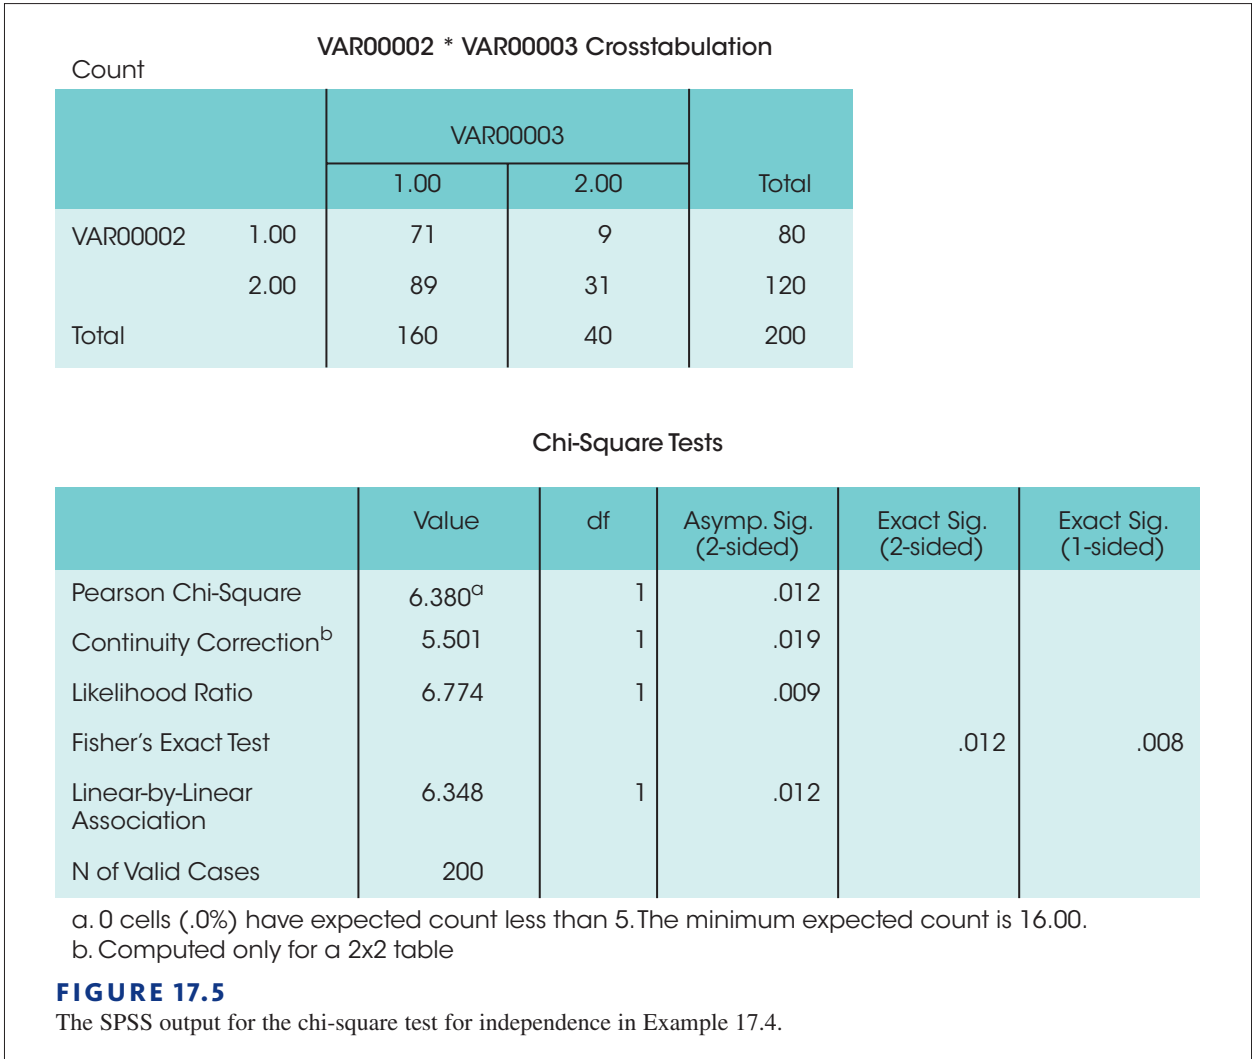 VAR00002 * VAR00003 Crosstabulation
Count
VAR00003
1.00 2.00 Total
VAR00002 1.00 71 9 80
2.00 89 31 120
Total 160 40 200
Chi-Square Tests
Value df Asymp. Sig. (2-sided) Exact Sig. (2-sided) Exact Sig. (1-sided)
Pearson Chi-Square 6.380a 1 .012
Continuity Correctionb 5.501 1 .019
Likelihood Ratio 6.774 1 .009
Fisher's Exact Test .012 .008
Linear-by-Linear Association 6.348 1 .012
N of Valid Cases 200
a. 0 cells (.0%) have expected count less than 5. The minimum expected count is 16.00.
b. Computed only for a 2x2 table
FIGURE 17.5
The SPSS output for the chi-square test for independence in Example 17.4.